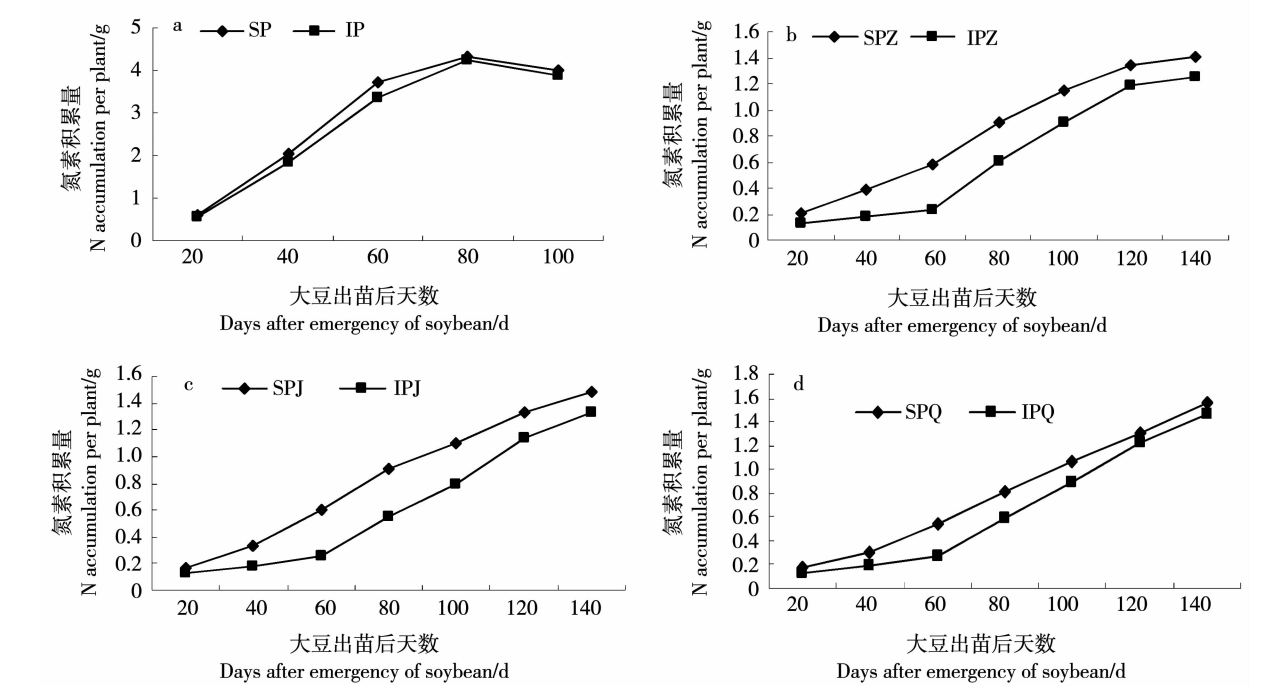 a
SP
IP
5
4
3
2
1
0
氮素积累量
N accumulation per plant/g
20 40 60 80 100
大豆出苗后天数
Days after emergency of soybean/d
b
SPZ
IPZ
1.6
1.4
1.2
1.0
0.8
0.6
0.4
0.2
0
氮素积累量
N accumulation per plant/g
20 40 60 80 100 120 140
大豆出苗后天数
Days after emergency of soybean/d
c
SPJ
IPJ
1.6
1.4
1.2
1.0
0.8
0.6
0.4
0.2
0
氮素积累量
N accumulation per plant/g
20 40 60 80 100 120 140
大豆出苗后天数
Days after emergency of soybean/d
d
SPQ
IPQ
1.8
1.6
1.4
1.2
1.0
0.8
0.6
0.4
0.2
0
氮素积累量
N accumulation per plant/g
20 40 60 80 100 120 140
大豆出苗后天数
Days after emergency of soybean/d